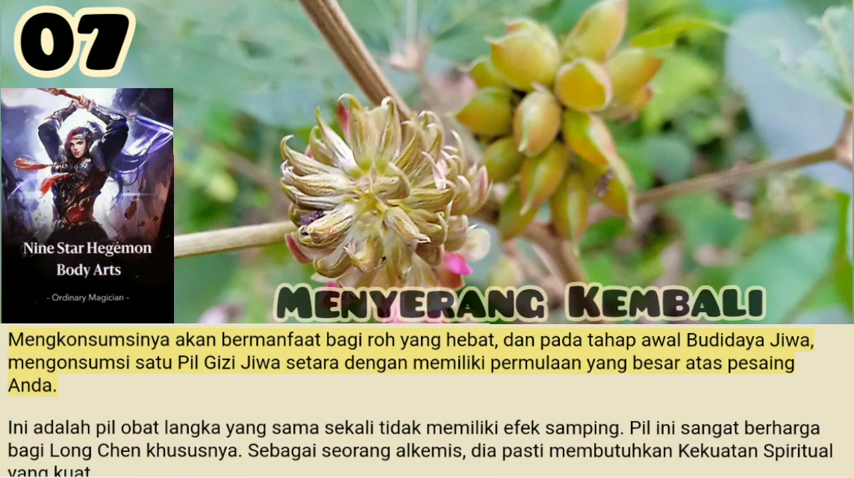 07
Nine Star Hegemon
Body Arts
- Ordinary Magician -
MENYERANG KEMBALI
Mengkonsumsinya akan bermanfaat bagi roh yang hebat, dan pada tahap awal Budidaya Jiwa,
mengonsumsi satu Pil Gizi Jiwa setara dengan memiliki permulaan yang besar atas pesaing
Anda.
Ini adalah pil obat langka yang sama sekali tidak memiliki efek samping. Pil ini sangat berharga
bagi Long Chen khususnya. Sebagai seorang alkemis, dia pasti membutuhkan Kekuatan Spiritual
yang kuat